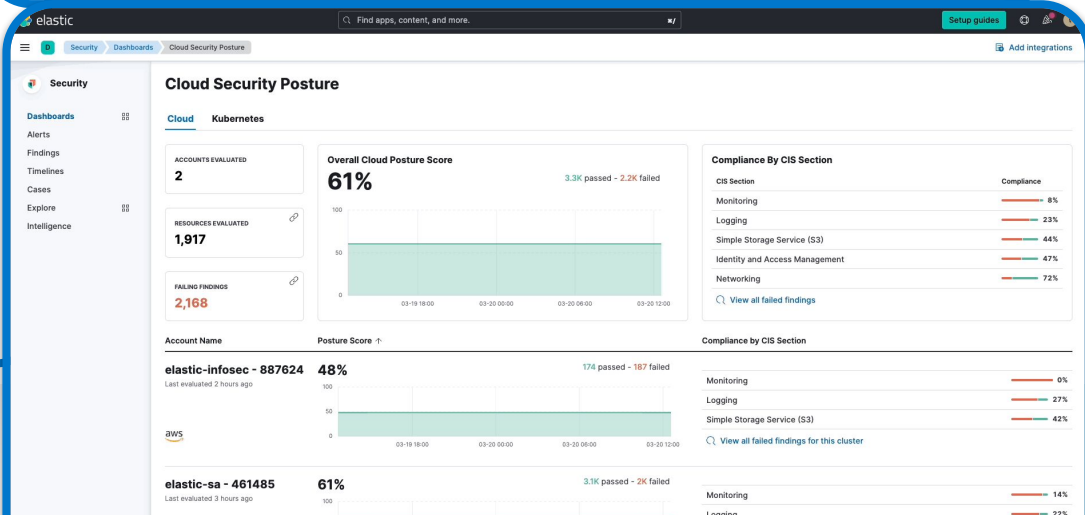 elastic
Find apps, content, and more.
⌘/
Setup guides
D
Security
Dashboards
Cloud Security Posture
Add integrations
Security
Dashboards
Alerts
Findings
Timelines
Cases
Explore
Intelligence
Cloud Security Posture
Cloud
Kubernetes
ACCOUNTS EVALUATED
2
RESOURCES EVALUATED
1,917
FAILING FINDINGS
2,168
Overall Cloud Posture Score
61%
3.3K passed - 2.2K failed
100
50
0
03-19 18:00
03-20 00:00
03-20 06:00
03-20 12:00
Compliance By CIS Section
CIS Section
Compliance
Monitoring
8%
Logging
23%
Simple Storage Service (S3)
44%
Identity and Access Management
47%
Networking
72%
View all failed findings
Account Name
Posture Score ↑
Compliance by CIS Section
elastic-infosec - 887624
Last evaluated 2 hours ago
aws
48%
174 passed - 187 failed
100
50
0
03-19 18:00
03-20 00:00
03-20 06:00
03-20 12:00
Monitoring
0%
Logging
27%
Simple Storage Service (S3)
42%
View all failed findings for this cluster
elastic-sa - 461485
Last evaluated 3 hours ago
61%
3.1K passed - 2K failed
100
Monitoring
14%
Logging
22%